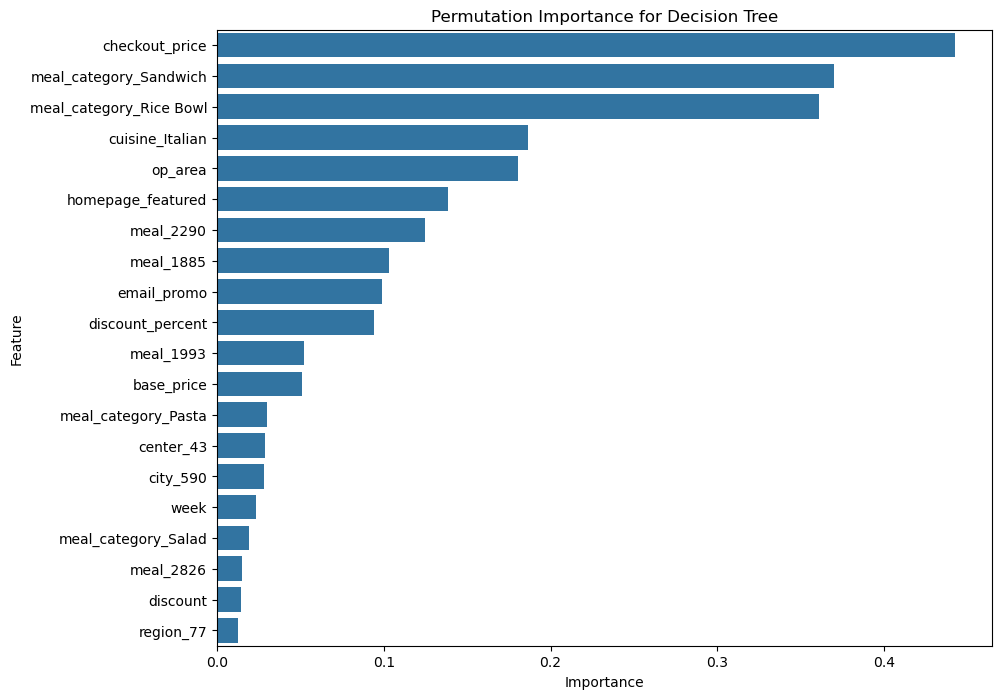 Permutation Importance for Decision Tree
checkout_price
meal_category_Sandwich
meal_category_Rice Bowl
cuisine_Italian
op_area
homepage_featured
meal_2290
meal_1885
email_promo
discount_percent
meal_1993
base_price
meal_category_Pasta
center_43
city_590
week
meal_category_Salad
meal_2826
discount
region_77
Feature
0.0 0.1 0.2 0.3 0.4
Importance